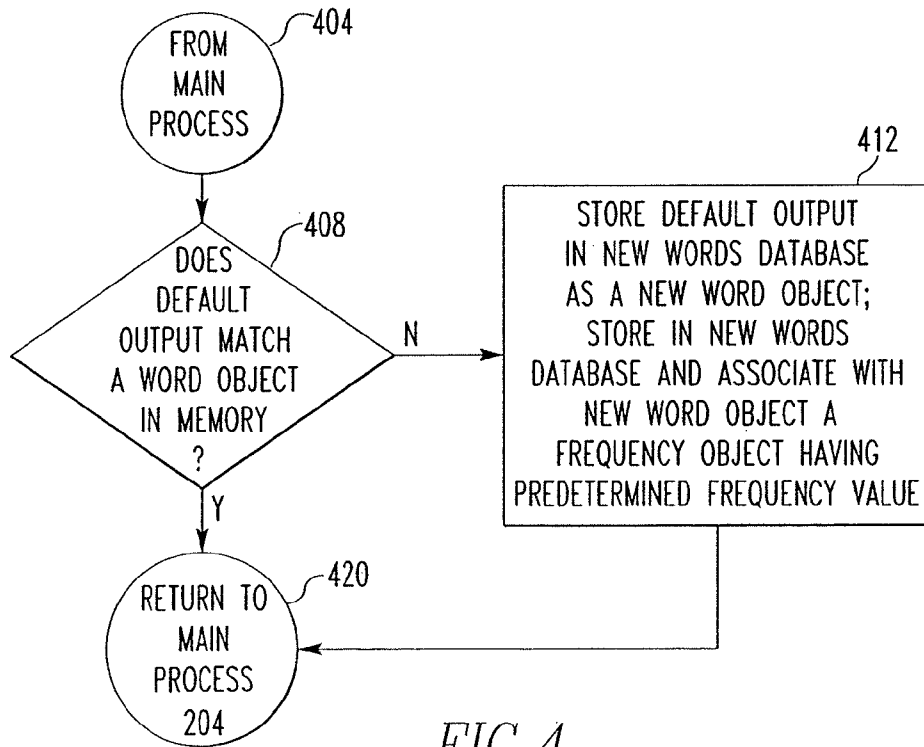 404
FROM
MAIN
PROCESS
408
DOES
DEFAULT
OUTPUT MATCH
A WORD OBJECT
IN MEMORY
?
N
Y
412
STORE DEFAULT OUTPUT
IN NEW WORDS DATABASE
AS A NEW WORD OBJECT;
STORE IN NEW WORDS
DATABASE AND ASSOCIATE WITH
NEW WORD OBJECT A
FREQUENCY OBJECT HAVING
PREDETERMINED FREQUENCY VALUE
420
RETURN TO
MAIN
PROCESS
204
FIG. 4